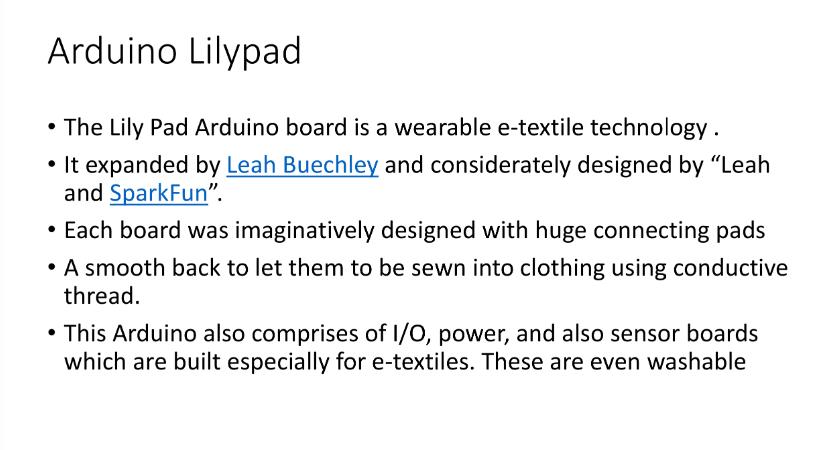 Arduino Lilypad
• The Lily Pad Arduino board is a wearable e-textile technology .
• It expanded by Leah Buechley and considerately designed by “Leah
and SparkFun”.
• Each board was imaginatively designed with huge connecting pads
• A smooth back to let them to be sewn into clothing using conductive
thread.
• This Arduino also comprises of I/O, power, and also sensor boards
which are built especially for e-textiles. These are even washable